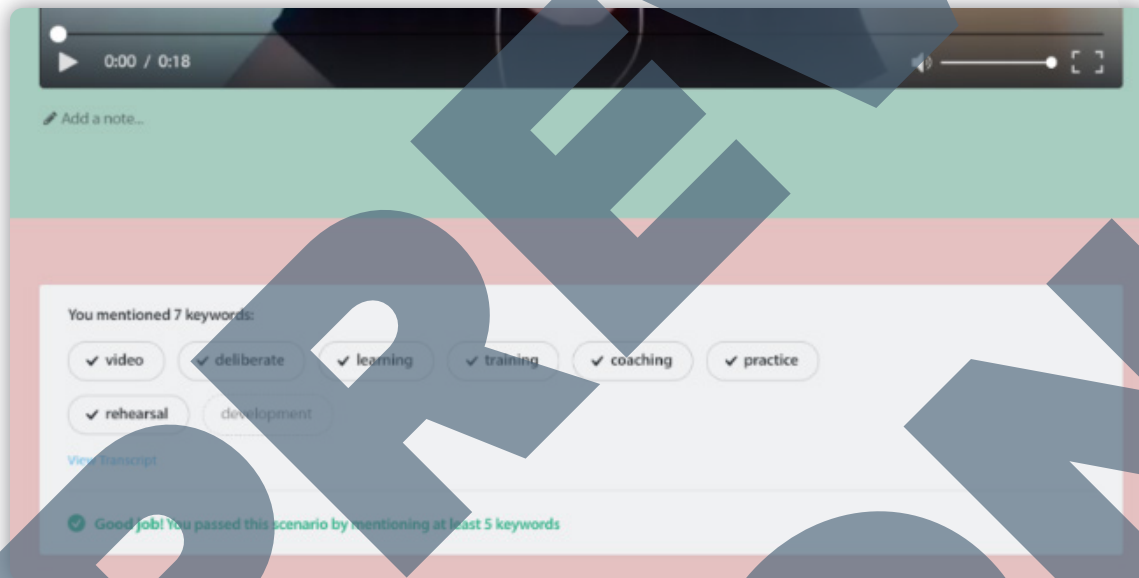 0:00 / 0:18
Add a note...
You mentioned 7 keywords:
video deliberate learning training coaching practice
rehearsal development
View Transcript
Good job! You passed this scenario by mentioning at least 5 keywords